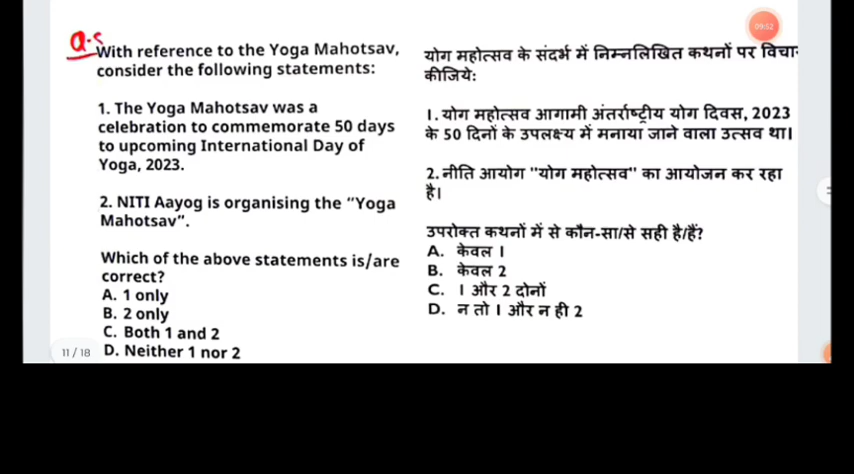 Q.5
09:52
With reference to the Yoga Mahotsav,
consider the following statements:
1. The Yoga Mahotsav was a
celebration to commemorate 50 days
to upcoming International Day of
Yoga, 2023.
2. NITI Aayog is organising the “Yoga
Mahotsav”.
Which of the above statements is/are
correct?
A. 1 only
B. 2 only
C. Both 1 and 2
D. Neither 1 nor 2
योग महोत्सव के संदर्भ में निम्नलिखित कथनों पर विचा
कीजिये:
1. योग महोत्सव आगामी अंतर्राष्ट्रीय योग दिवस, 2023
के 50 दिनों के उपलक्ष्य में मनाया जाने वाला उत्सव था।
2. नीति आयोग "योग महोत्सव" का आयोजन कर रहा
है।
उपरोक्त कथनों में से कौन-सा/से सही है/हैं?
A. केवल 1
B. केवल 2
C. 1 और 2 दोनों
D. न तो 1 और न ही 2
11 / 18